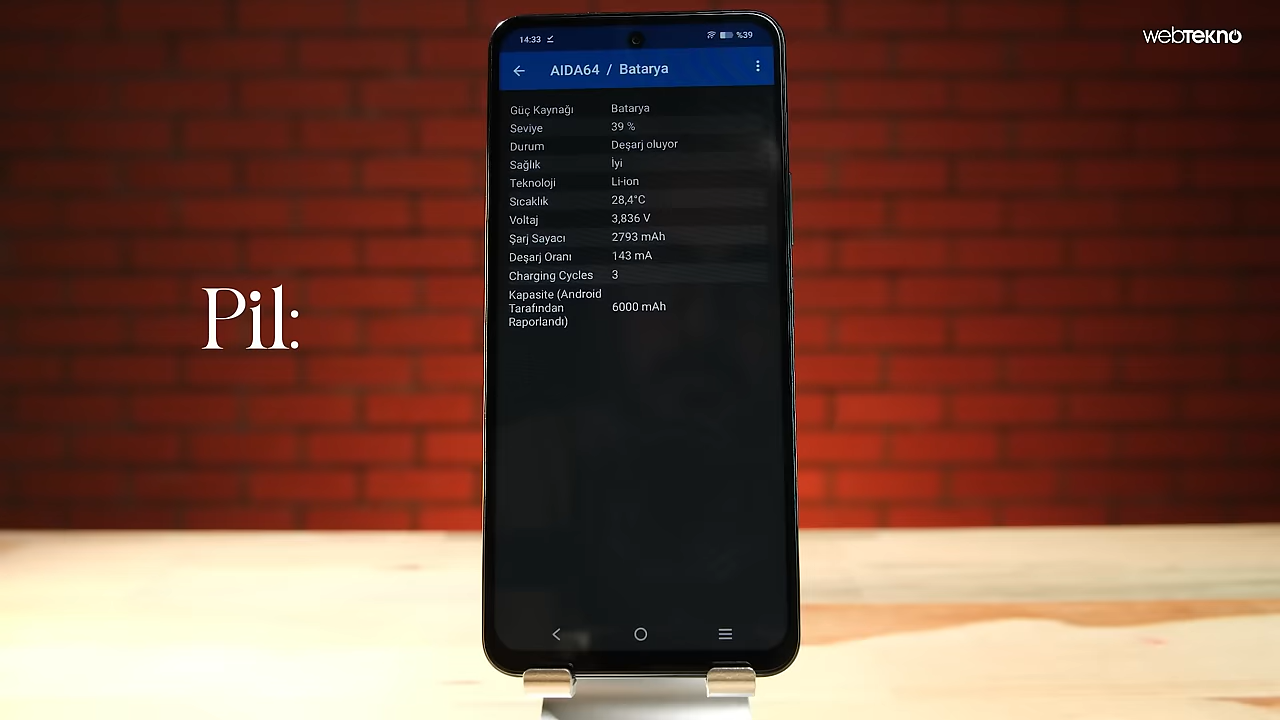 webtekno
14:33 %39
AIDA64 / Batarya
Güç Kaynağı Batarya
Seviye 39 %
Durum Deşarj oluyor
Sağlık İyi
Teknoloji Li-ion
Sıcaklık 28,4°C
Voltaj 3,836 V
Şarj Sayacı 2793 mAh
Deşarj Oranı 143 mA
Charging Cycles 3
Kapasite (Android
Tarafından 6000 mAh
Raporlandı)
Pil: